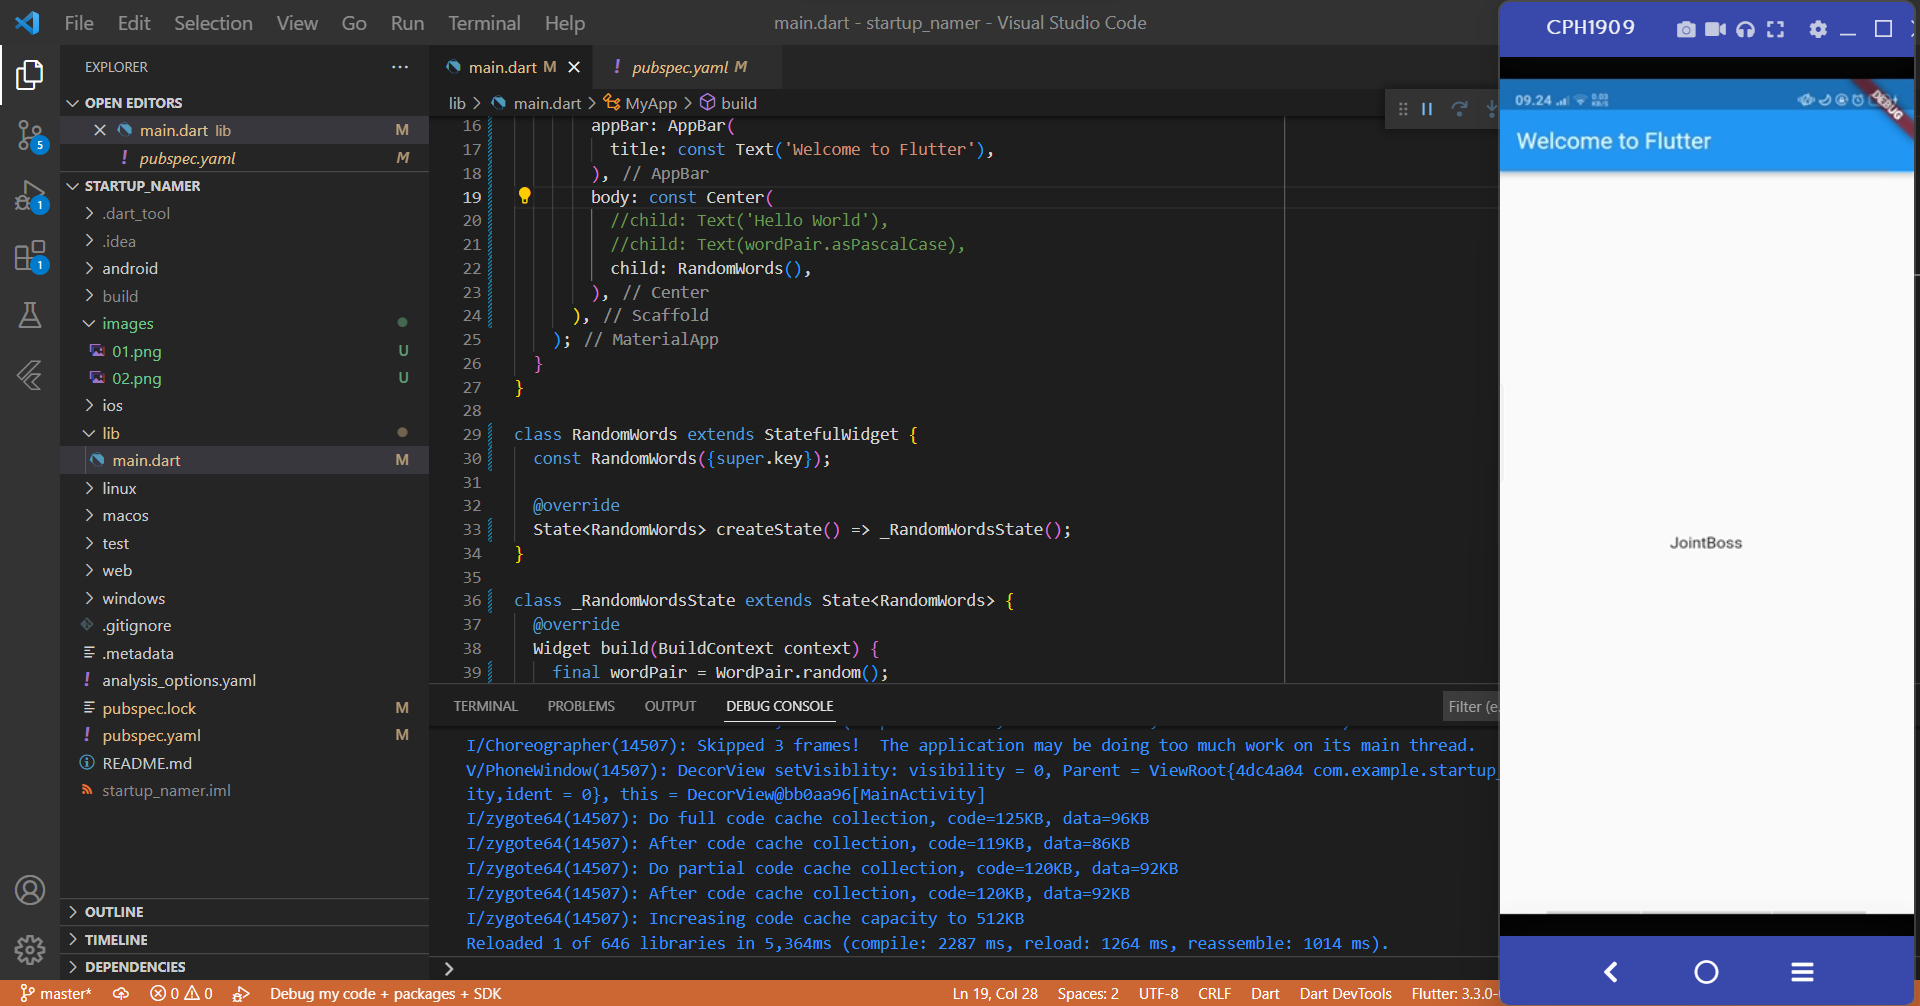 File Edit Selection View Go Run Terminal Help
main.dart - startup_namer - Visual Studio Code
EXPLORER
OPEN EDITORS
main.dart lib M
! pubspec.yaml M
STARTUP_NAMER
.dart_tool
.idea
android
build
images
01.png U
02.png U
ios
lib
main.dart M
linux
macos
test
web
windows
.gitignore
.metadata
! analysis_options.yaml
pubspec.lock M
! pubspec.yaml M
README.md
startup_namer.iml
OUTLINE
TIMELINE
DEPENDENCIES
5
1
1
main.dart M
! pubspec.yaml M
lib > main.dart > MyApp > build
16 appBar: AppBar(
17 title: const Text('Welcome to Flutter'),
18 ), // AppBar
19 body: const Center(
20 //child: Text('Hello World'),
21 //child: Text(wordPair.asPascalCase),
22 child: RandomWords(),
23 ), // Center
24 ), // Scaffold
25 ); // MaterialApp
26 }
27 }
28
29 class RandomWords extends StatefulWidget {
30 const RandomWords({super.key});
31
32 @override
33 State<RandomWords> createState() => _RandomWordsState();
34 }
35
36 class _RandomWordsState extends State<RandomWords> {
37 @override
38 Widget build(BuildContext context) {
39 final wordPair = WordPair.random();
TERMINAL PROBLEMS OUTPUT DEBUG CONSOLE
Filter (e.
I/Choreographer(14507): Skipped 3 frames!  The application may be doing too much work on its main thread.
V/PhoneWindow(14507): DecorView setVisiblity: visibility = 0, Parent = ViewRoot{4dc4a04 com.example.startup_
ity,ident = 0}, this = DecorView@bb0aa96[MainActivity]
I/zygote64(14507): Do full code cache collection, code=125KB, data=96KB
I/zygote64(14507): After code cache collection, code=119KB, data=86KB
I/zygote64(14507): Do partial code cache collection, code=120KB, data=92KB
I/zygote64(14507): After code cache collection, code=120KB, data=92KB
I/zygote64(14507): Increasing code cache capacity to 512KB
Reloaded 1 of 646 libraries in 5,364ms (compile: 2287 ms, reload: 1264 ms, reassemble: 1014 ms).
>
master* 0 0 Debug my code + packages + SDK
Ln 19, Col 28 Spaces: 2 UTF-8 CRLF Dart Dart DevTools Flutter: 3.3.0-
CPH1909
09.24 0.03 KB/S
DEBUG
Welcome to Flutter
JointBoss